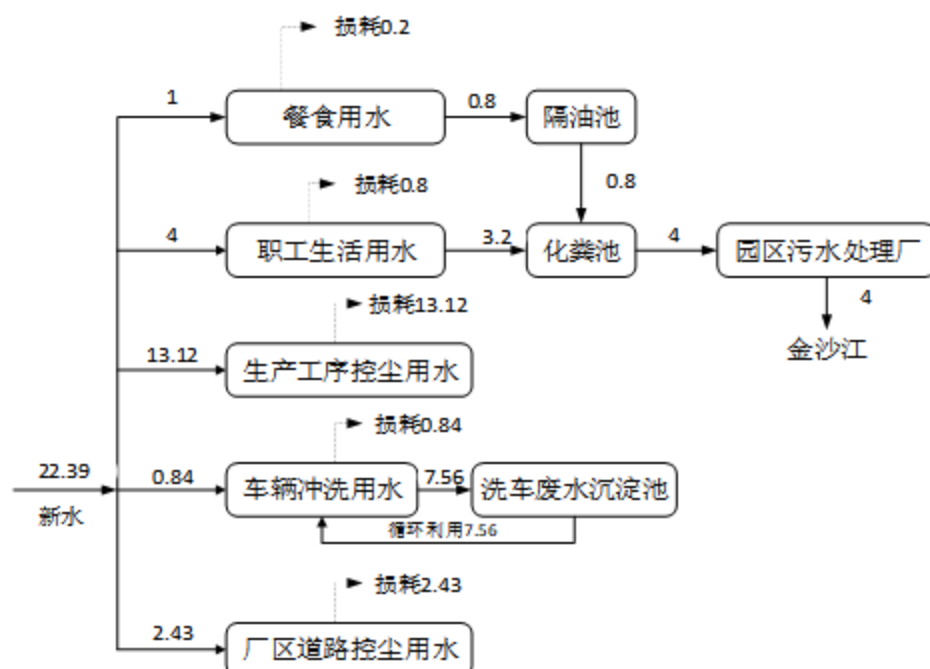 损耗0.2
1
餐食用水
0.8
隔油池
损耗0.8
0.8
4
职工生活用水
3.2
化粪池
4
园区污水处理厂
损耗13.12
4
13.12
生产工序控尘用水
金沙江
损耗0.84
22.39
0.84
车辆冲洗用水
7.56
洗车废水沉淀池
新水
循环利用7.56
损耗2.43
2.43
厂区道路控尘用水